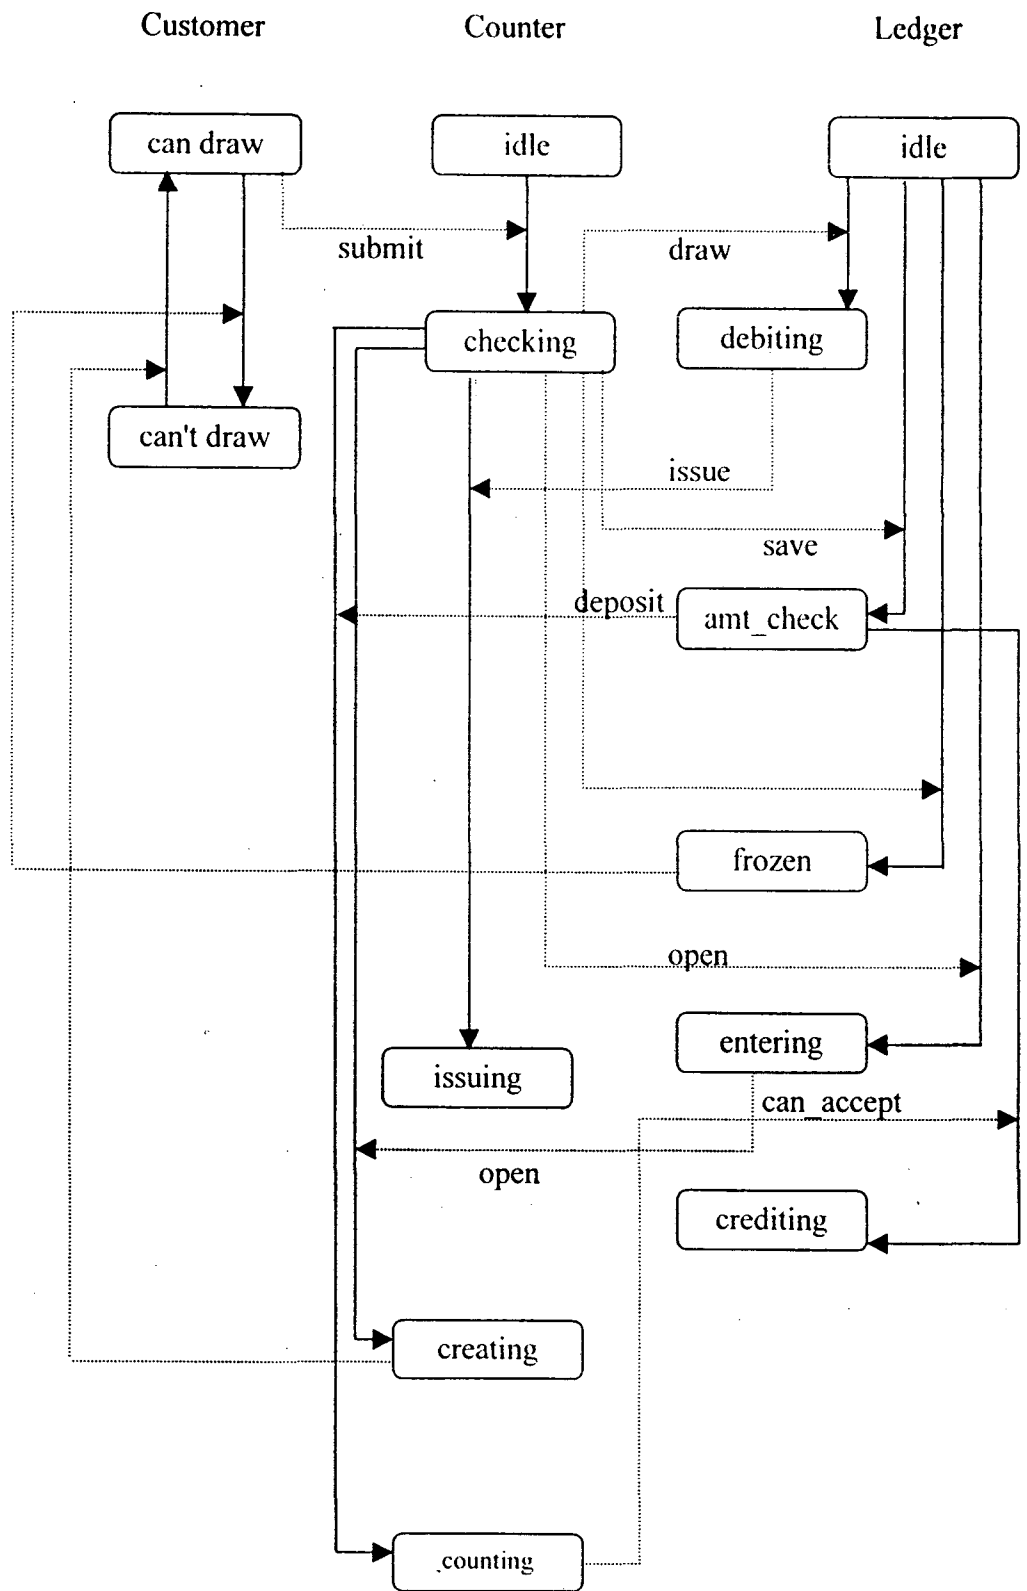 Customer Counter Ledger
can draw idle idle
submit draw
checking debiting
can't draw
issue
save
deposit amt_check
frozen
open
entering
issuing
can_accept
open
crediting
creating
counting